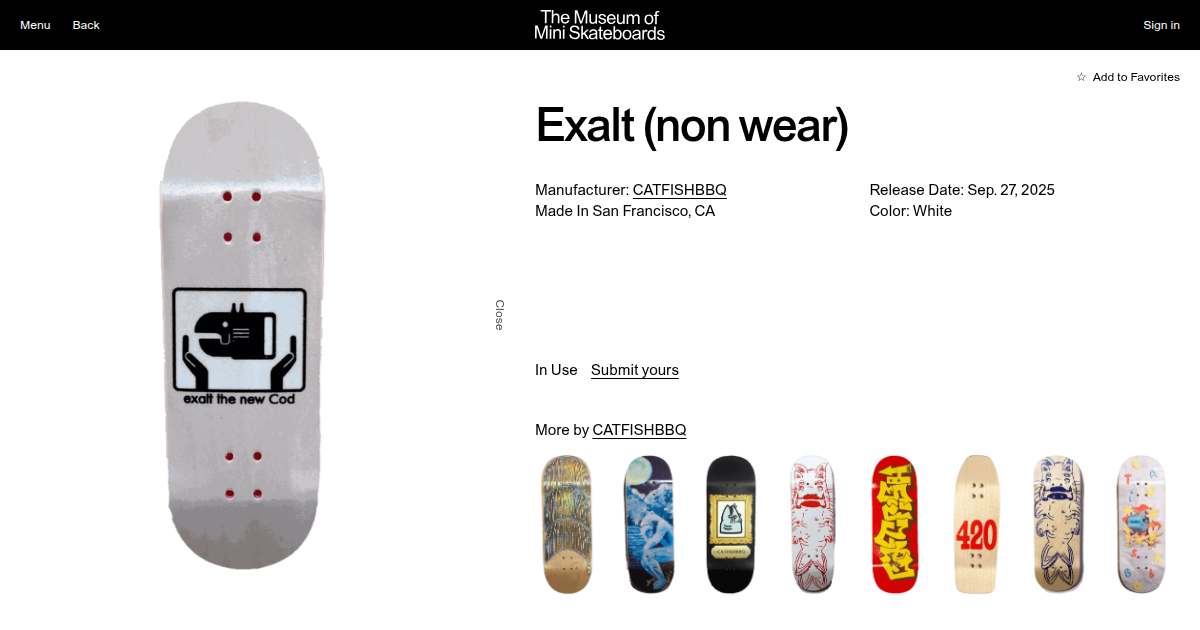 Menu
Back
The Museum of
Mini Skateboards
Sign in
☆ Add to Favorites
Exalt (non wear)
Manufacturer: CATFISHBBQ
Made In San Francisco, CA
Release Date: Sep. 27, 2025
Color: White
exalt the new Cod
Close
In Use
Submit yours
More by CATFISHBBQ
CATFISHBBQ
420